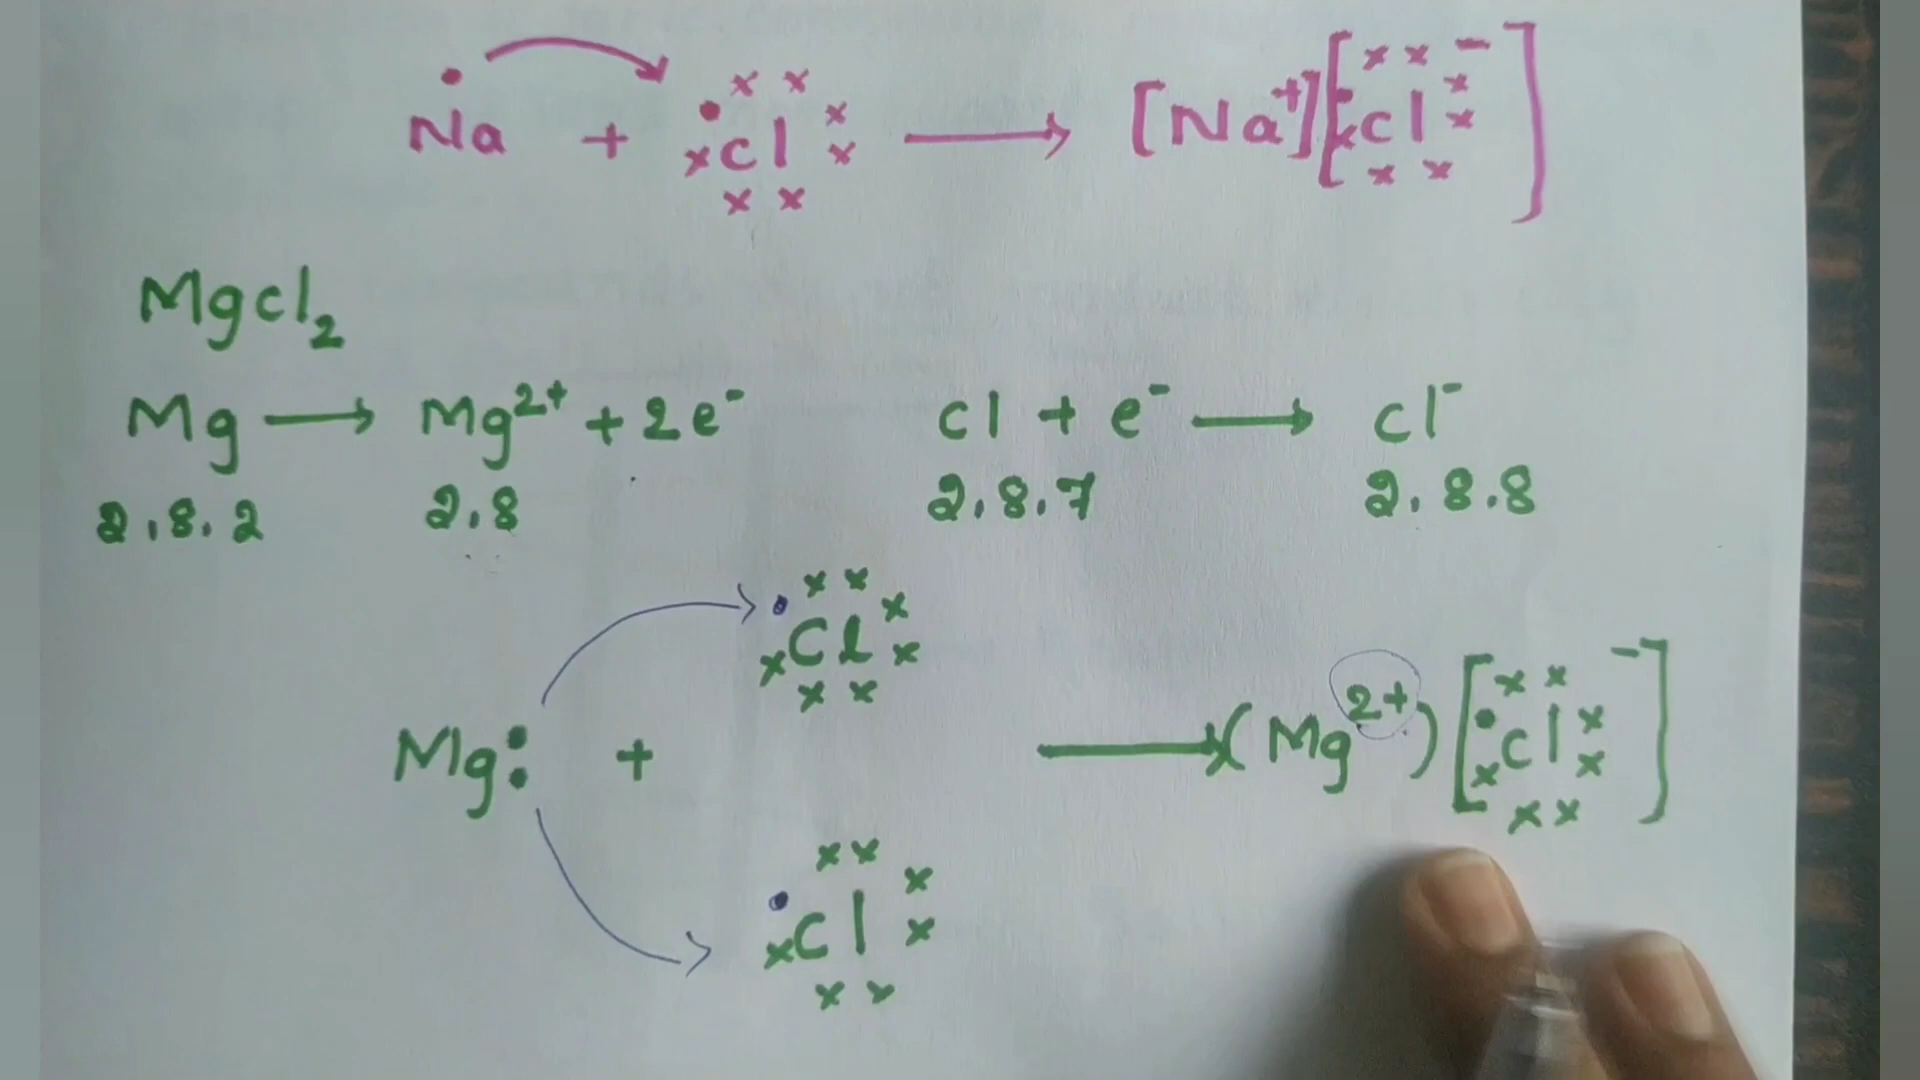 Na + Cl → [Na⁺][Cl⁻]
Mgcl₂
Mg → Mg²⁺ + 2e⁻ cl + e⁻ → cl⁻
2,8,2 2,8 2,8,7 2,8,8
Cl
Mg: + → (Mg²⁺) [Cl⁻]
Cl